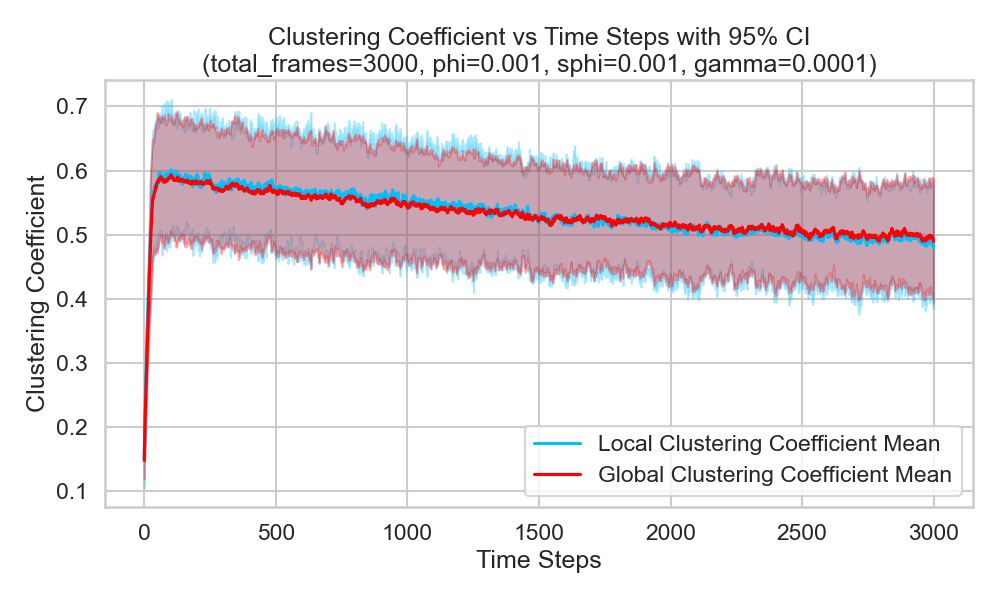 Clustering Coefficient vs Time Steps with 95% CI
(total_frames=3000, phi=0.001, sphi=0.001, gamma=0.0001)
Clustering Coefficient
0.7
0.6
0.5
0.4
0.3
0.2
0.1
Local Clustering Coefficient Mean
Global Clustering Coefficient Mean
0 500 1000 1500 2000 2500 3000
Time Steps